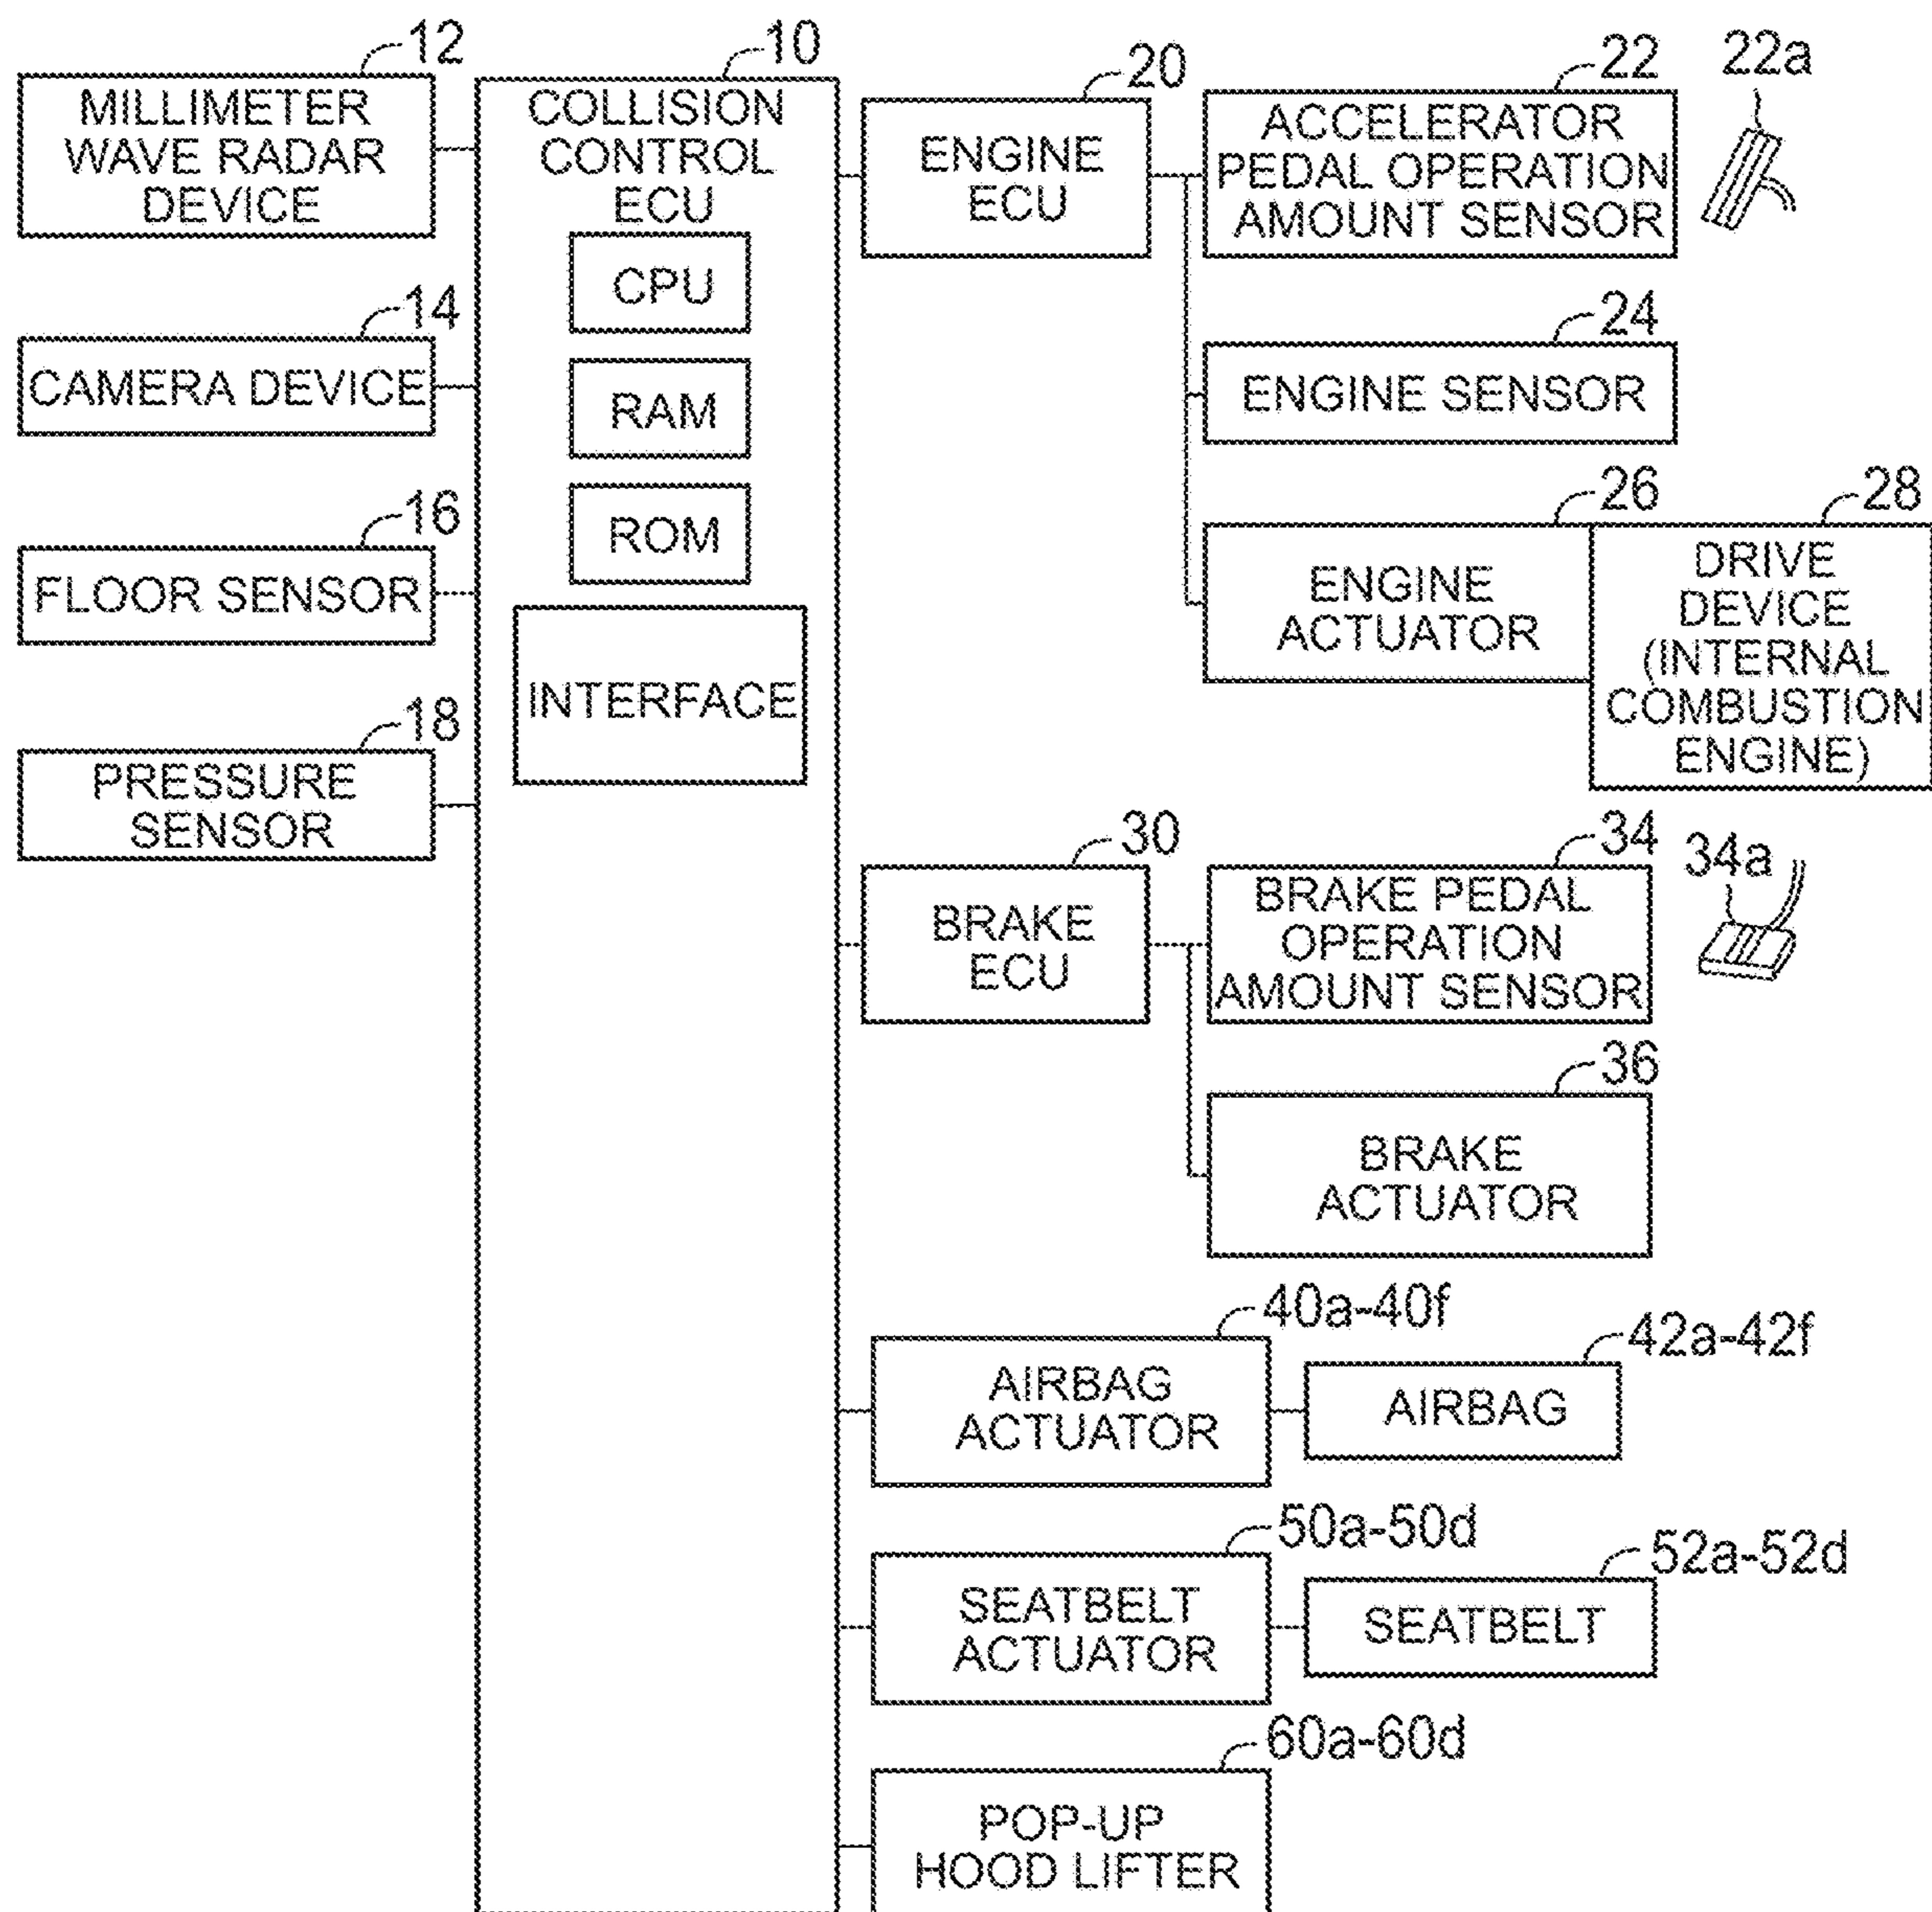 12
MILLIMETER
WAVE RADAR
DEVICE
14
CAMERA DEVICE
16
FLOOR SENSOR
18
PRESSURE
SENSOR
10
COLLISION
CONTROL
ECU
CPU
RAM
ROM
INTERFACE
20
ENGINE
ECU
22
ACCELERATOR
PEDAL OPERATION
AMOUNT SENSOR
22a
24
ENGINE SENSOR
26
ENGINE
ACTUATOR
28
DRIVE
DEVICE
(INTERNAL
COMBUSTION
ENGINE)
30
BRAKE
ECU
34
BRAKE PEDAL
OPERATION
AMOUNT SENSOR
34a
36
BRAKE
ACTUATOR
40a-40f
AIRBAG
ACTUATOR
42a-42f
AIRBAG
50a-50d
SEATBELT
ACTUATOR
52a-52d
SEATBELT
60a-60d
POP-UP
HOOD LIFTER